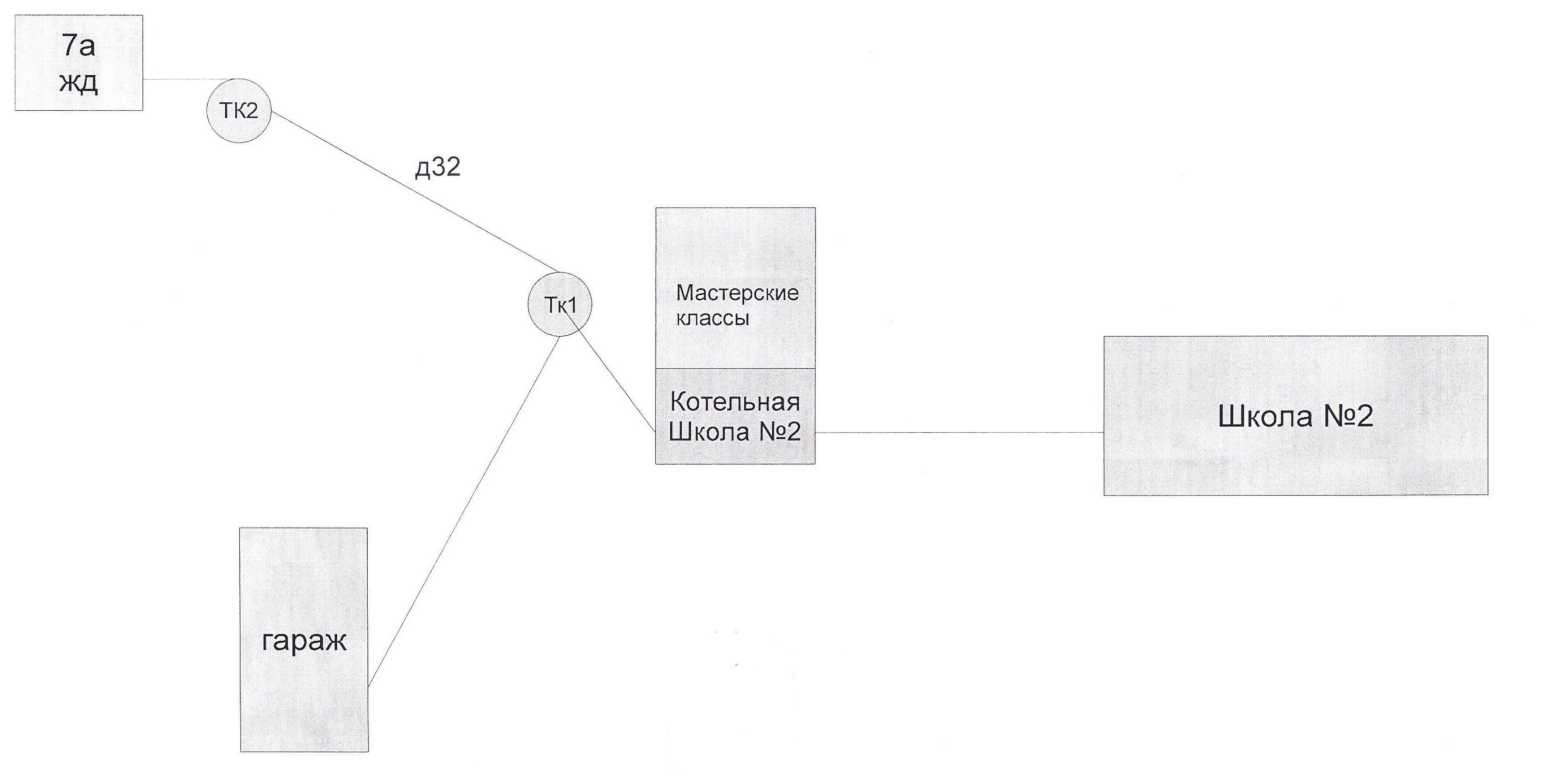 7а
жд
ТК2
д32
Тк1
Мастерские
классы
Котельная
Школа №2
Школа №2
гараж